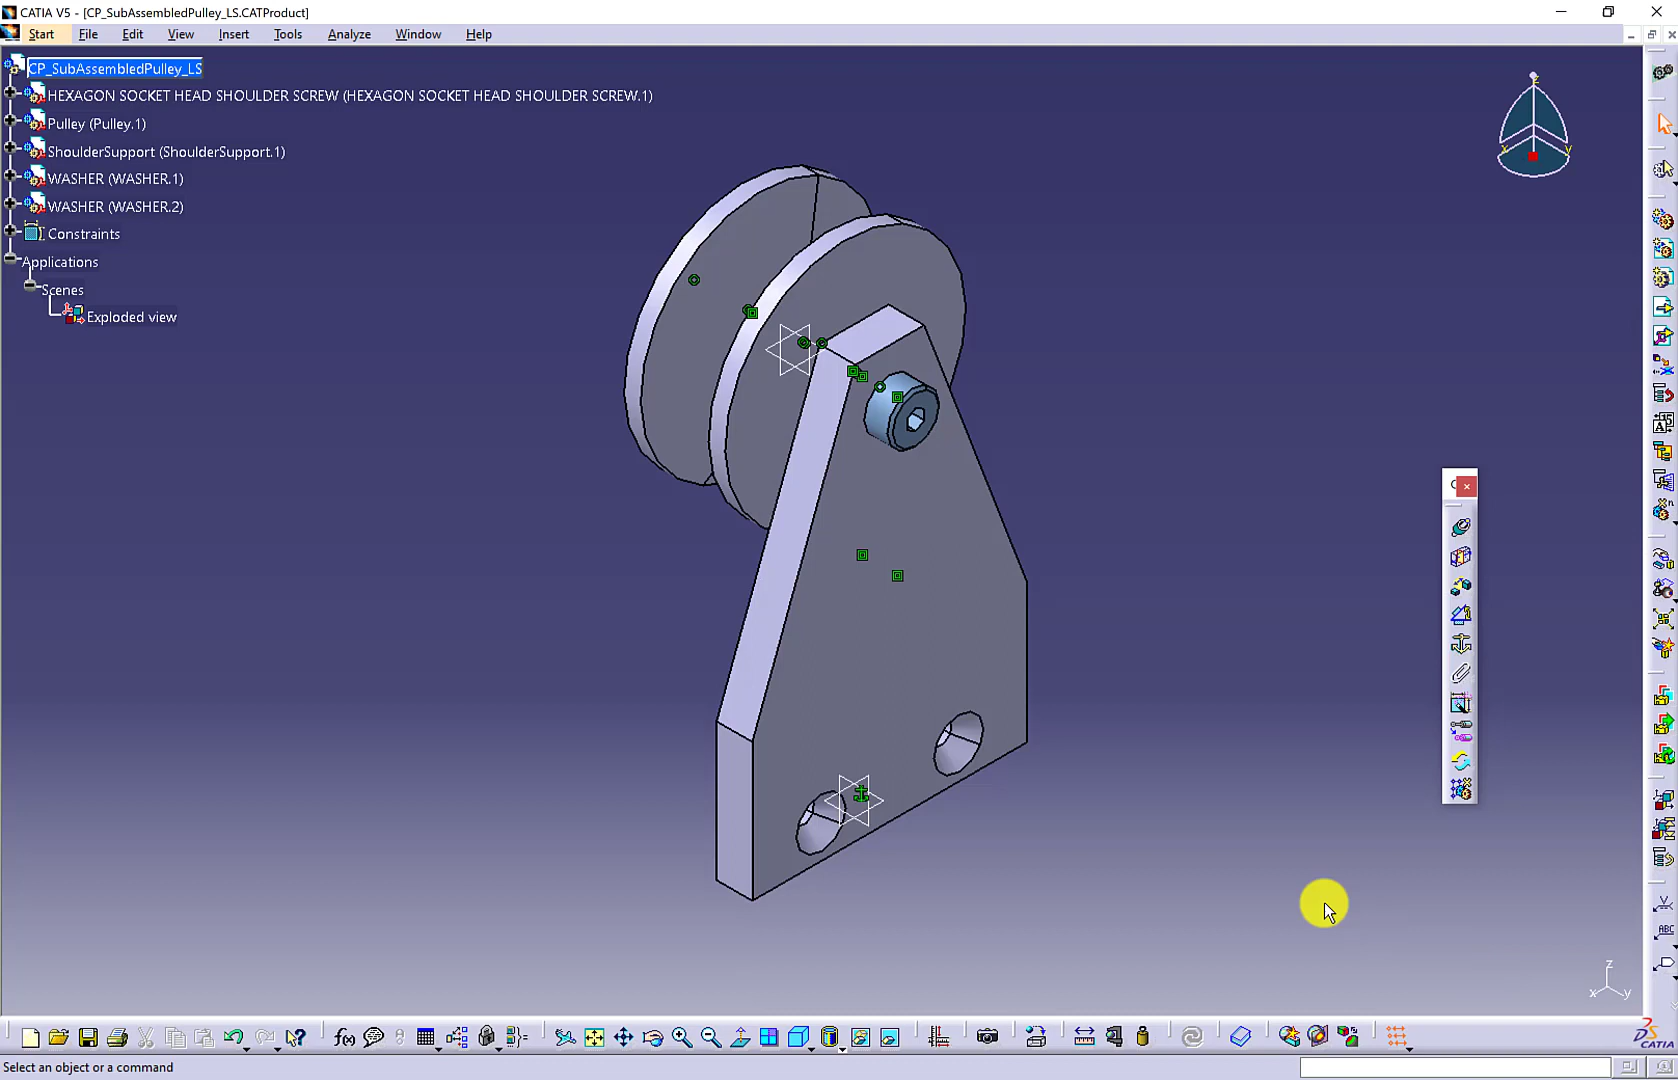 CATIA V5 - [CP_SubAssembledPulley_LS.CATProduct]
Start File Edit View Insert Tools Analyze Window Help
CP_SubAssembledPulley_LS
HEXAGON SOCKET HEAD SHOULDER SCREW (HEXAGON SOCKET HEAD SHOULDER SCREW.1)
Pulley (Pulley.1)
ShoulderSupport (ShoulderSupport.1)
WASHER (WASHER.1)
WASHER (WASHER.2)
Constraints
Applications
Scenes
Exploded view
z
x y
z
x y
ABC
f(x)
CATIA
Select an object or a command